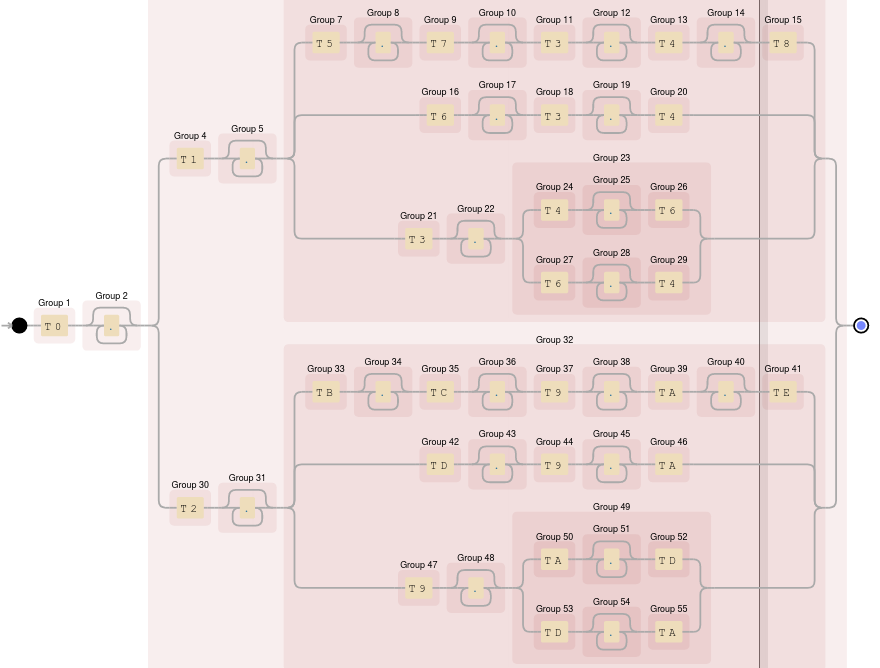 Group 7 Group 8 Group 9 Group 10 Group 11 Group 12 Group 13 Group 14 Group 15
T 5 . T 7 . T 3 . T 4 . T 8
Group 16 Group 17 Group 18 Group 19 Group 20
T 6 . T 3 . T 4
Group 4 Group 5
T 1 .
Group 23
Group 24 Group 25 Group 26
T 4 . T 6
Group 21 Group 22
T 3 .
Group 27 Group 28 Group 29
T 6 . T 4
Group 1 Group 2
T 0 .
Group 32
Group 33 Group 34 Group 35 Group 36 Group 37 Group 38 Group 39 Group 40 Group 41
T B . T C . T 9 . T A . T E
Group 42 Group 43 Group 44 Group 45 Group 46
T D . T 9 . T A
Group 30 Group 31
T 2 .
Group 49
Group 50 Group 51 Group 52
T A . T D
Group 47 Group 48
T 9 .
Group 53 Group 54 Group 55
T D . T A